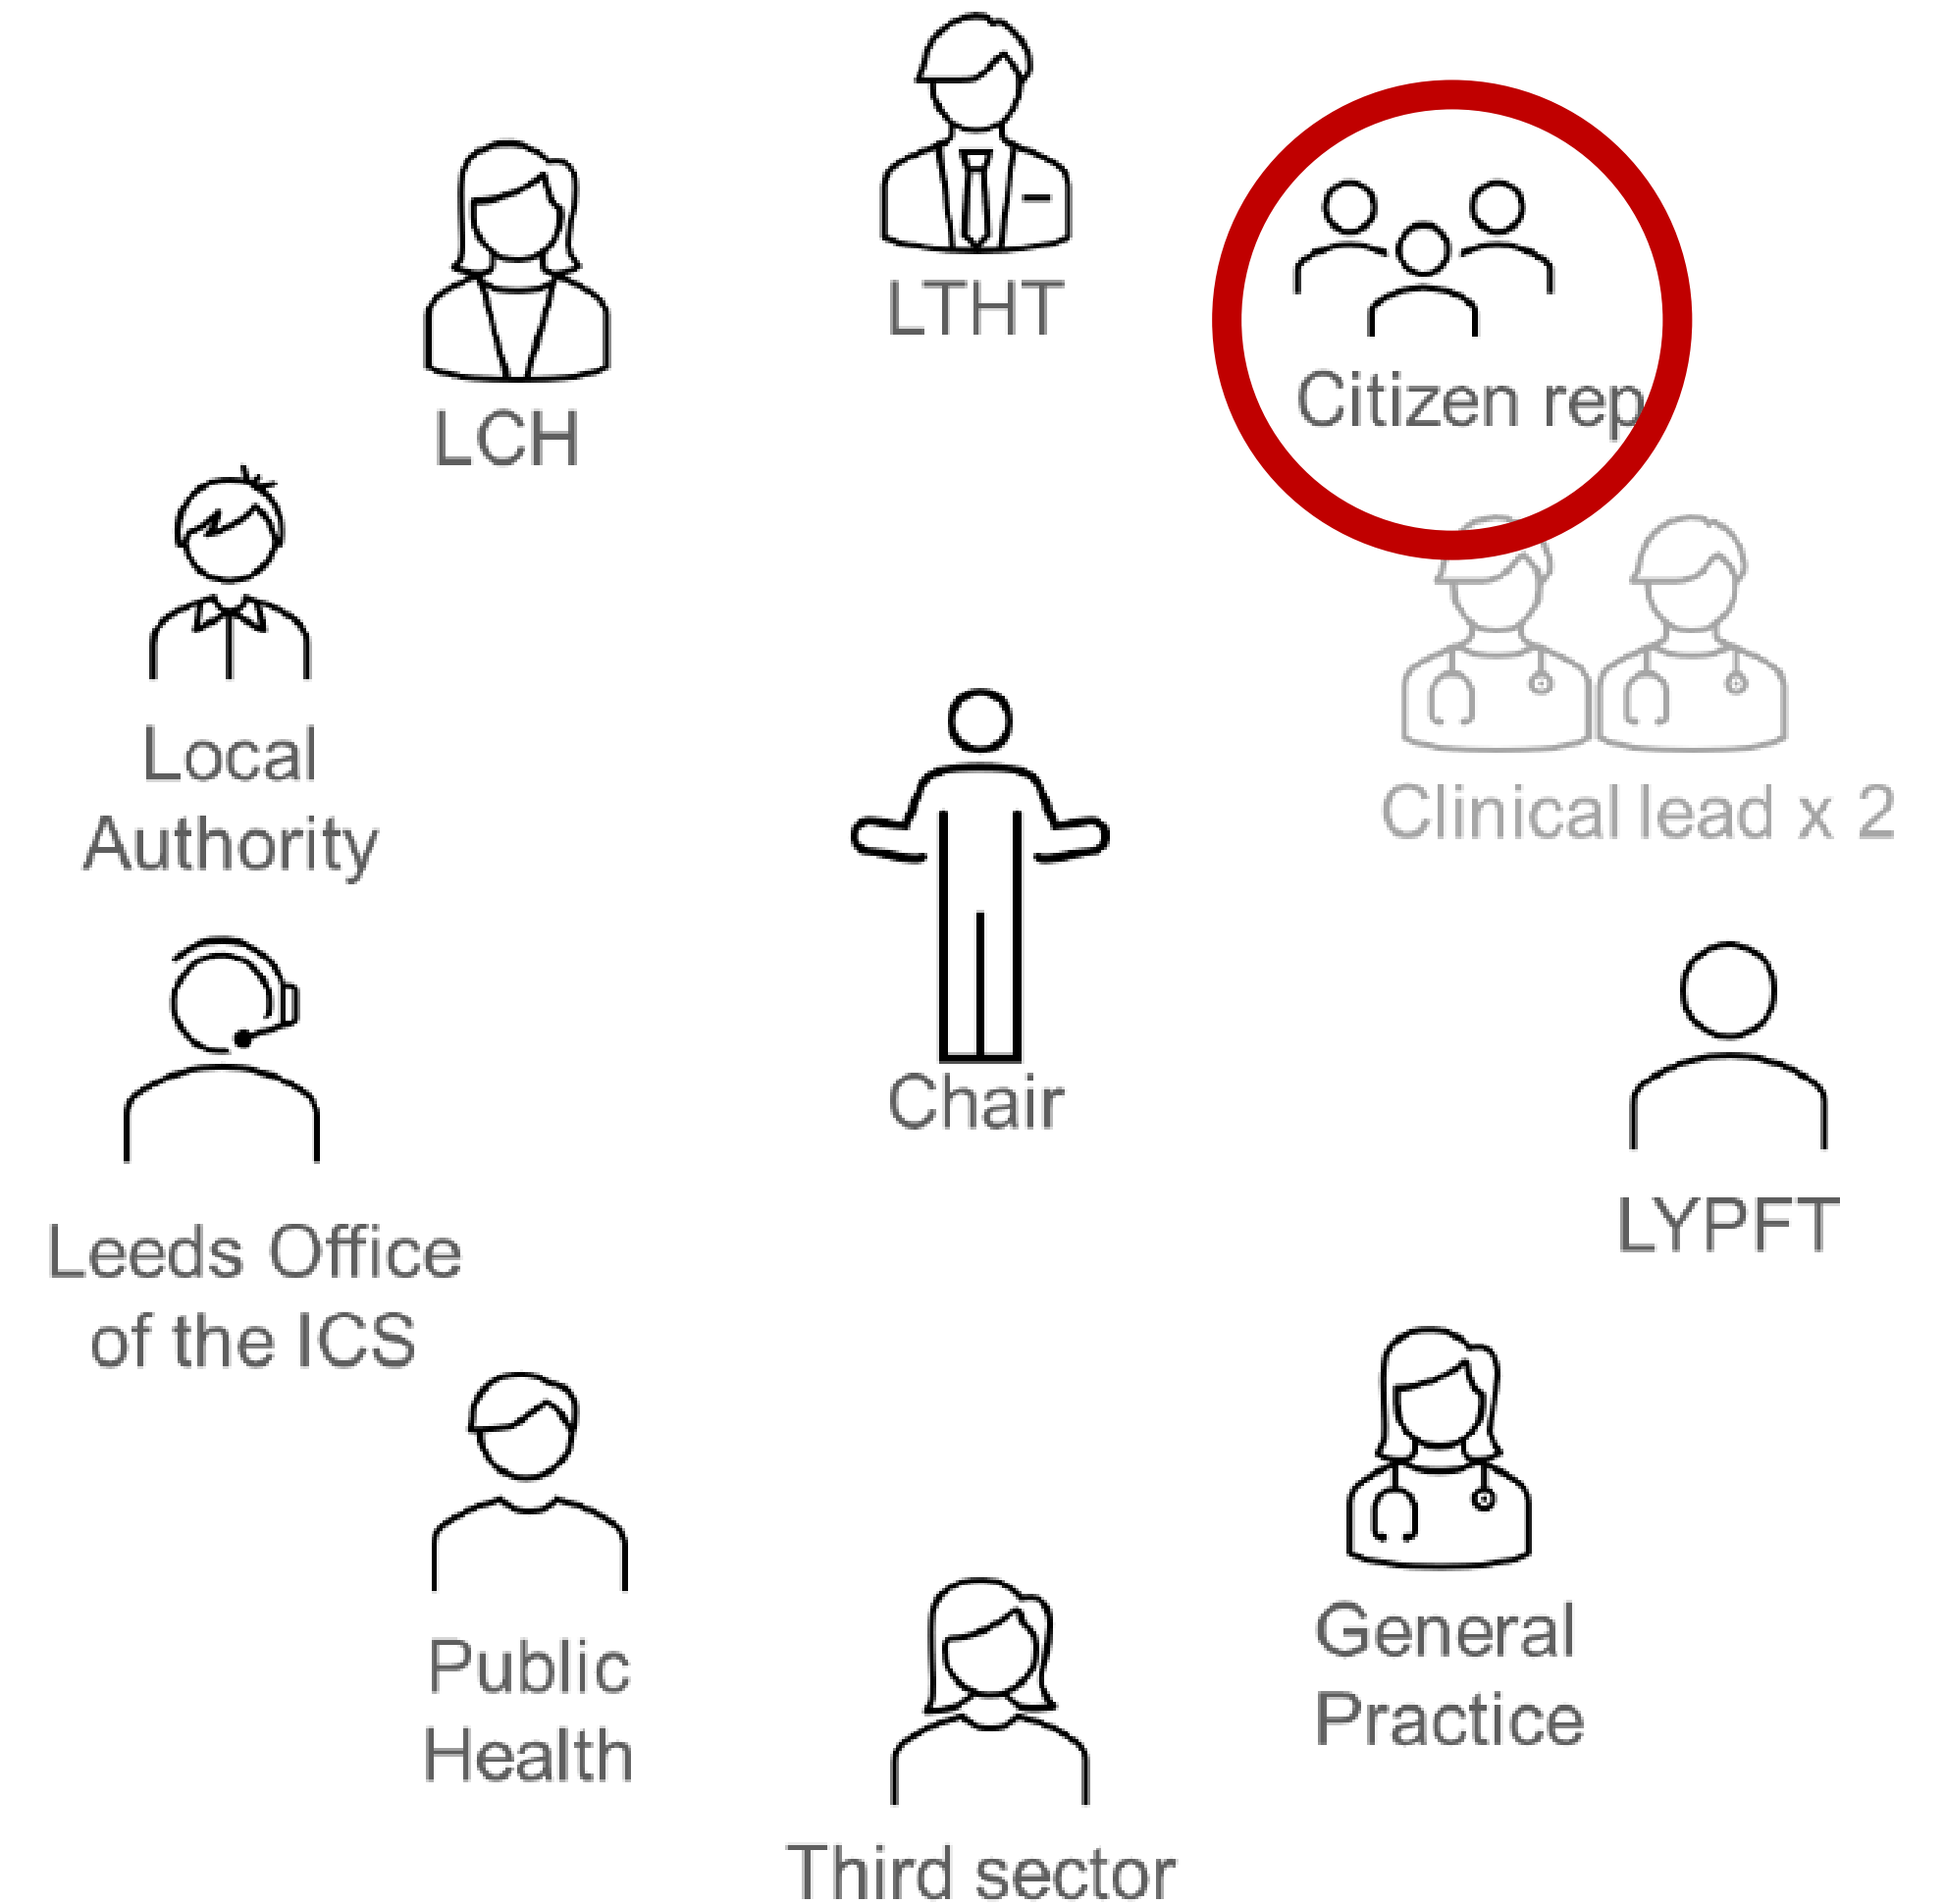 LTHT
Citizen rep
LCH
Local
Authority
Clinical lead x 2
Chair
LYPFT
Leeds Office
of the ICS
General
Practice
Public
Health
Third sector